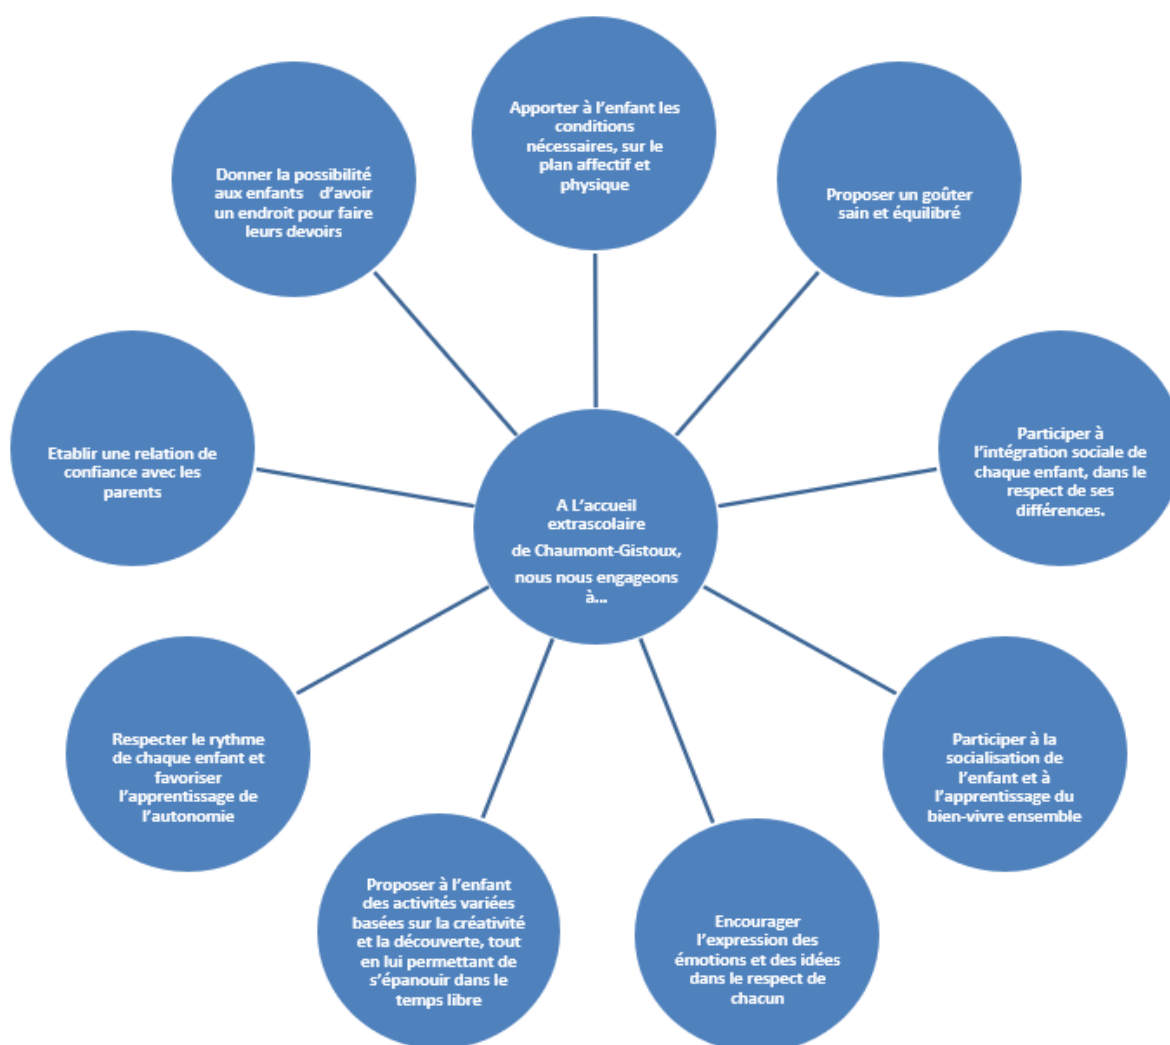 Apporter à l'enfant les
conditions
nécessaires, sur le
plan affectif et
physique
Proposer un goûter
sain et équilibré
Participer à
l'intégration sociale de
chaque enfant, dans le
respect de ses
différences.
Participer à la
socialisation de
l'enfant et à
l'apprentissage du
bien-vivre ensemble
Encourager
l'expression des
émotions et des idées
dans le respect de
chacun
Proposer à l'enfant
des activités variées
basées sur la créativité
et la découverte, tout
en lui permettant de
s'épanouir dans le
temps libre
Respecter le rythme
de chaque enfant et
favoriser
l'apprentissage de
l'autonomie
Etablir une relation de
confiance avec les
parents
Donner la possibilité
aux enfants d'avoir
un endroit pour faire
leurs devoirs
A L'accueil
extrascolaire
de Chaumont-Gistoux,
nous nous engageons
à...